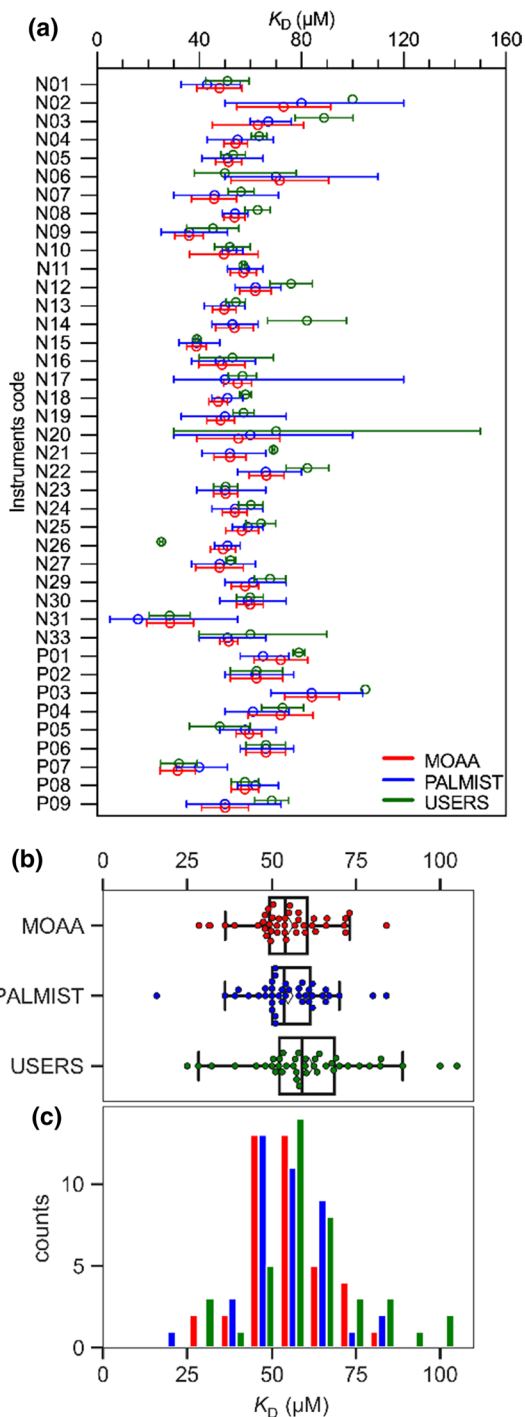 (a)
K_D (µM)
0 40 80 120 160
Instruments code
N01
N02
N03
N04
N05
N06
N07
N08
N09
N10
N11
N12
N13
N14
N15
N16
N17
N18
N19
N20
N21
N22
N23
N24
N25
N26
N27
N29
N30
N31
N33
P01
P02
P03
P04
P05
P06
P07
P08
P09
MOAA
PALMIST
USERS
(b)
0 25 50 75 100
MOAA
PALMIST
USERS
(c)
counts
10
5
0
0 25 50 75 100
K_D (µM)